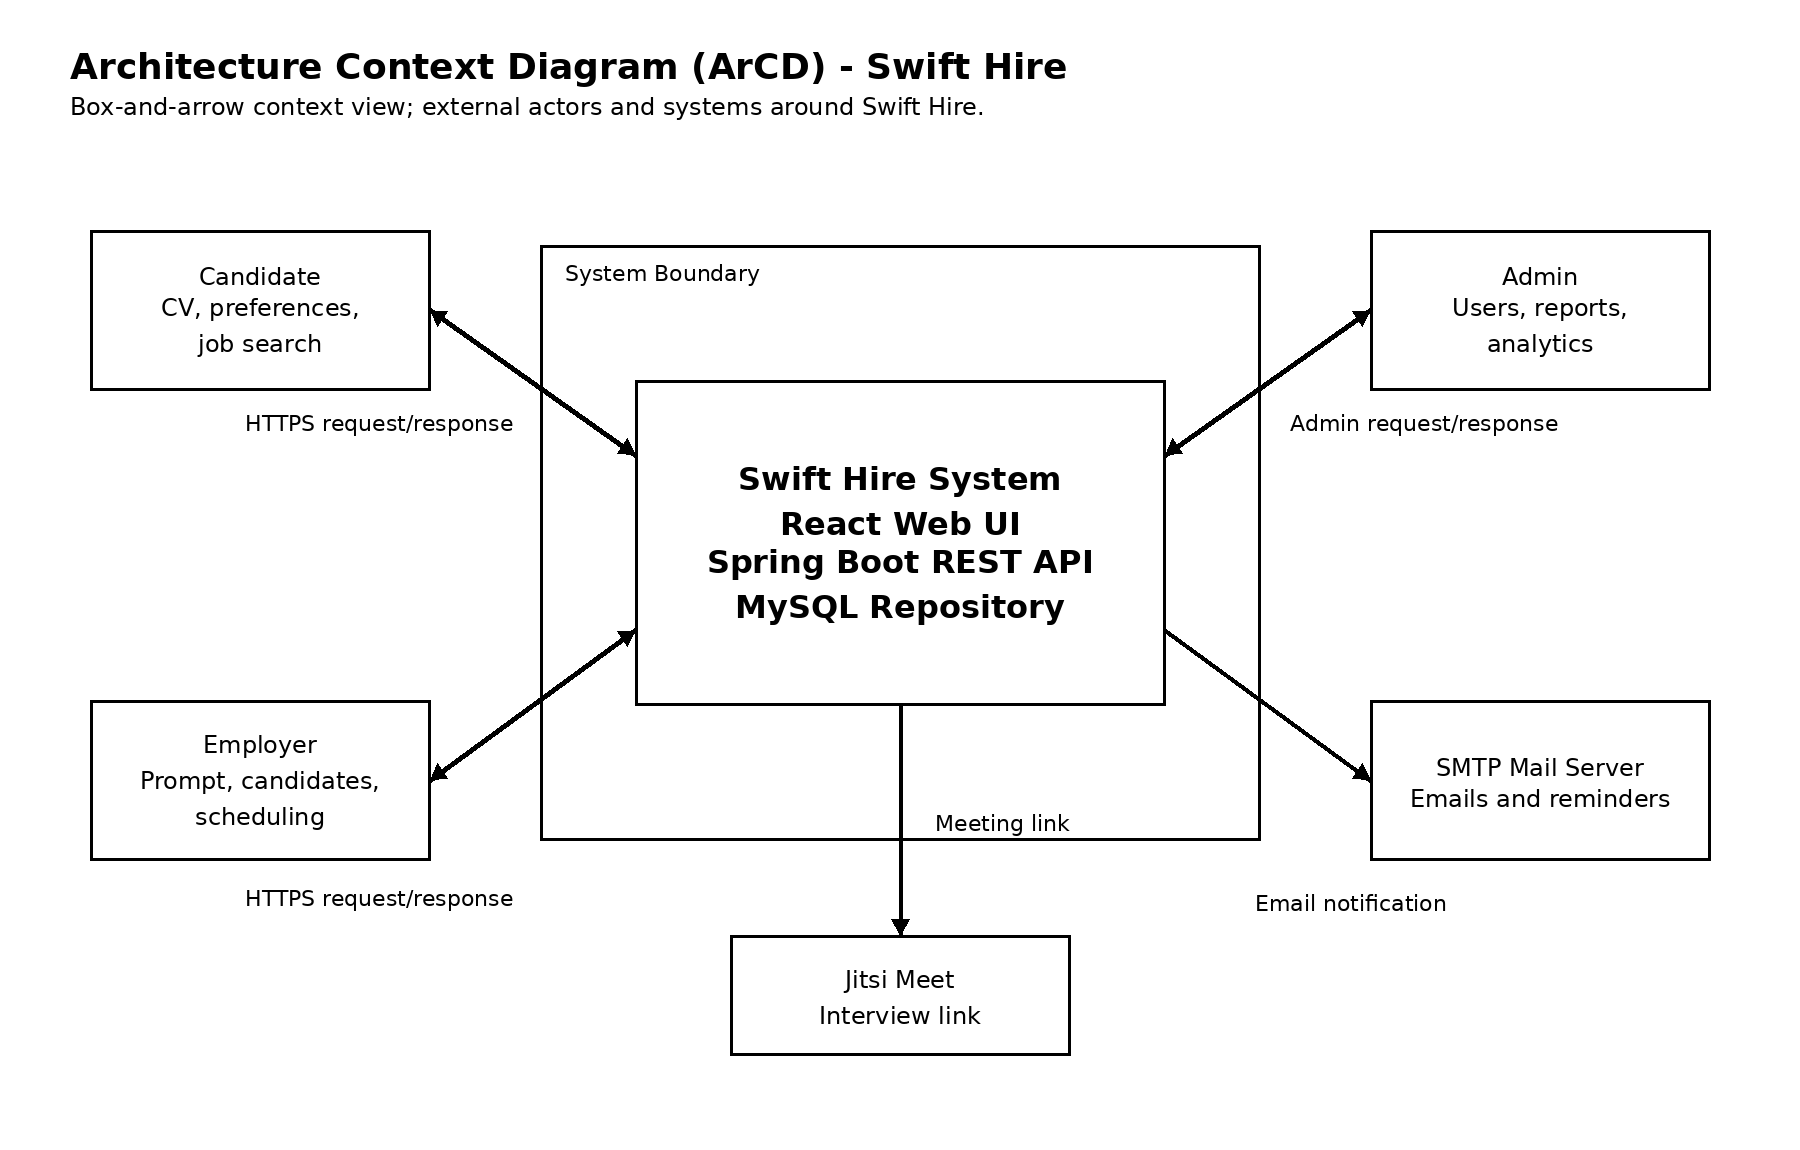 Architecture Context Diagram (ArCD) - Swift Hire
Box-and-arrow context view; external actors and systems around Swift Hire.
Candidate
CV, preferences,
job search
System Boundary
Admin
Users, reports,
analytics
HTTPS request/response
Admin request/response
Swift Hire System
React Web UI
Spring Boot REST API
MySQL Repository
Employer
Prompt, candidates,
scheduling
SMTP Mail Server
Emails and reminders
Meeting link
HTTPS request/response
Email notification
Jitsi Meet
Interview link